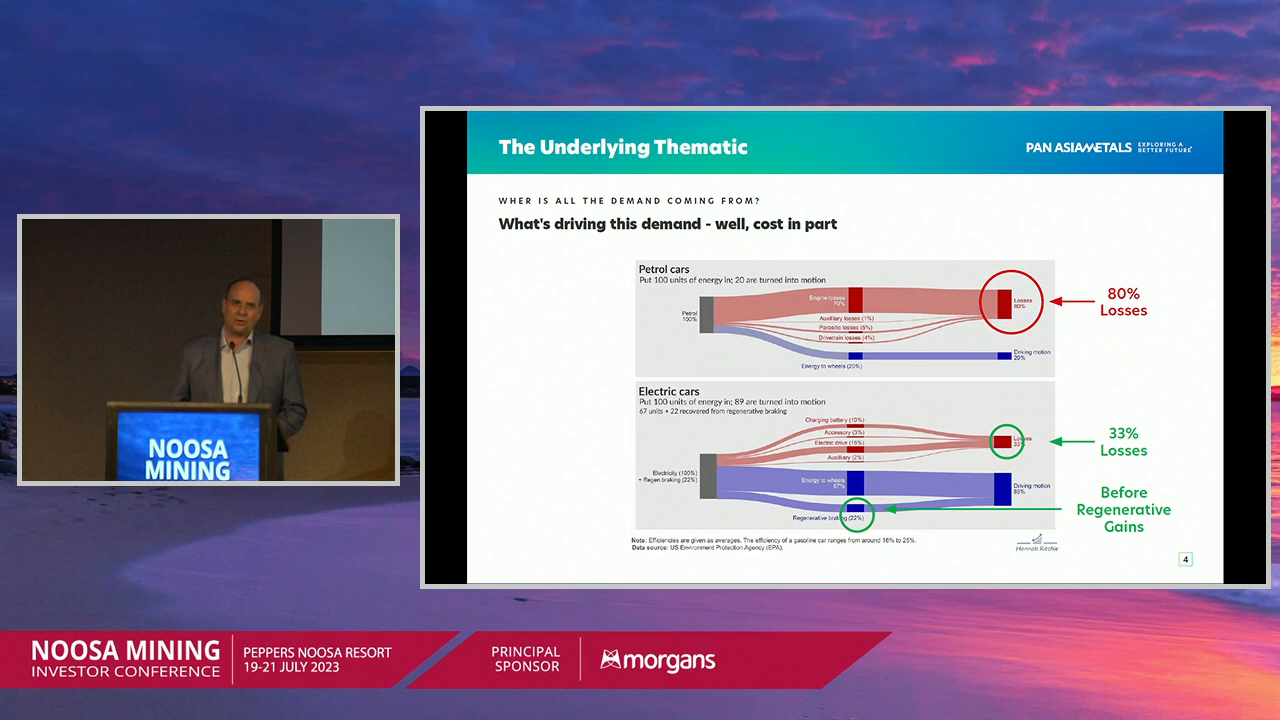 The Underlying Thematic
PAN ASIA METALS
EXPLORING A
BETTER FUTURE
WHER IS ALL THE DEMAND COMING FROM?
What's driving this demand - well, cost in part
Petrol cars
Put 100 units of energy in; 20 are turned into motion
Petrol
100%
Engine losses
70%
Auxiliary losses (1%)
Parasitic losses (5%)
Drivetrain losses (4%)
Energy to wheels (20%)
Losses
80%
Driving motion
20%
80%
Losses
Electric cars
Put 100 units of energy in; 89 are turned into motion
67 units + 22 recovered from regenerative braking
Electricity (100%)
+ Regen braking (22%)
Charging battery (10%)
Accessory (3%)
Electric drive (18%)
Auxiliary (2%)
Energy to wheels
67%
Regenerative braking (22%)
Losses
33%
Driving motion
89%
33%
Losses
Before
Regenerative
Gains
Note: Efficiencies are given as averages. The efficiency of a gasoline car ranges from around 16% to 25%.
Data source: US Environment Protection Agency (EPA).
Hannah Ritchie
4
NOOSA
MINING
NOOSA MINING
INVESTOR CONFERENCE
PEPPERS NOOSA RESORT
19-21 JULY 2023
PRINCIPAL
SPONSOR
morgans